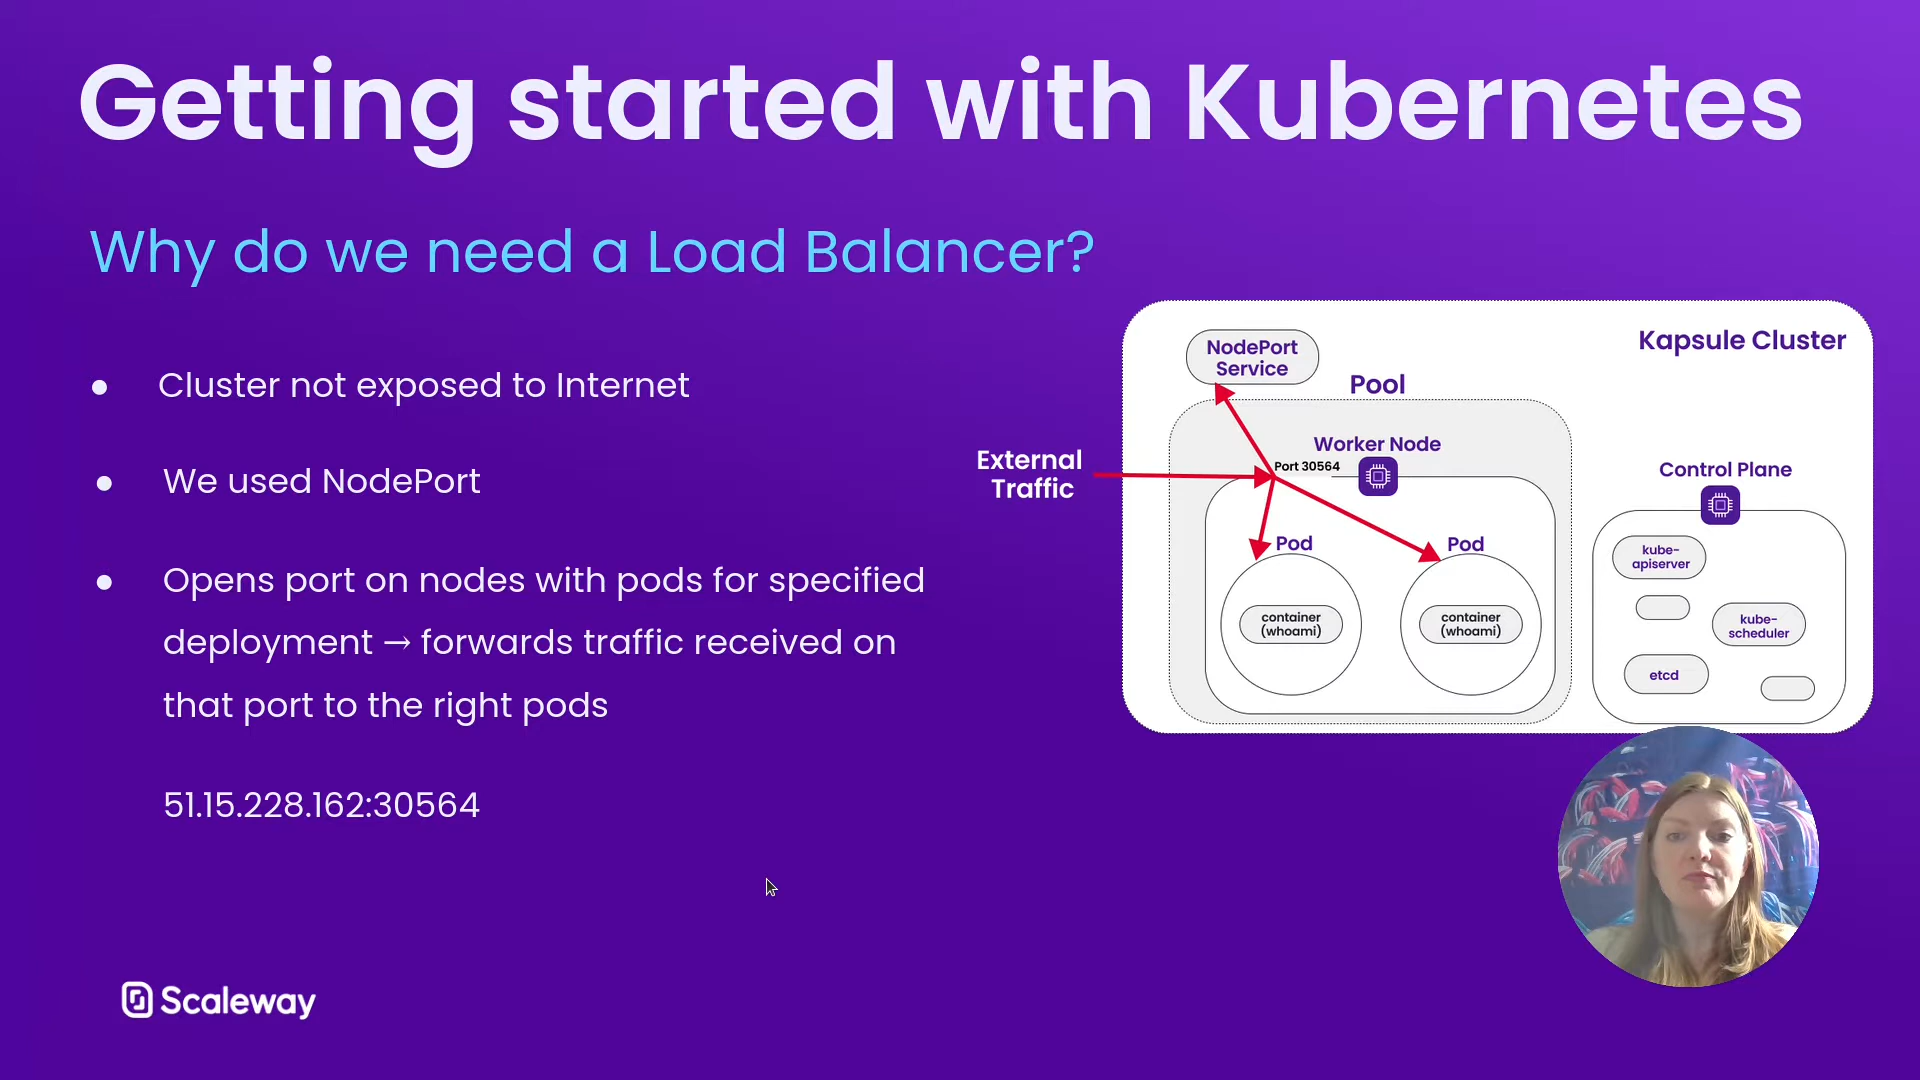 Getting started with Kubernetes
Why do we need a Load Balancer?
● Cluster not exposed to Internet
● We used NodePort
● Opens port on nodes with pods for specified
deployment → forwards traffic received on
that port to the right pods
51.15.228.162:30564
External
Traffic
Kapsule Cluster
NodePort
Service
Pool
Worker Node
Port 30564
Pod
container
(whoami)
Pod
container
(whoami)
Control Plane
kube-
apiserver
kube-
scheduler
etcd
Scaleway